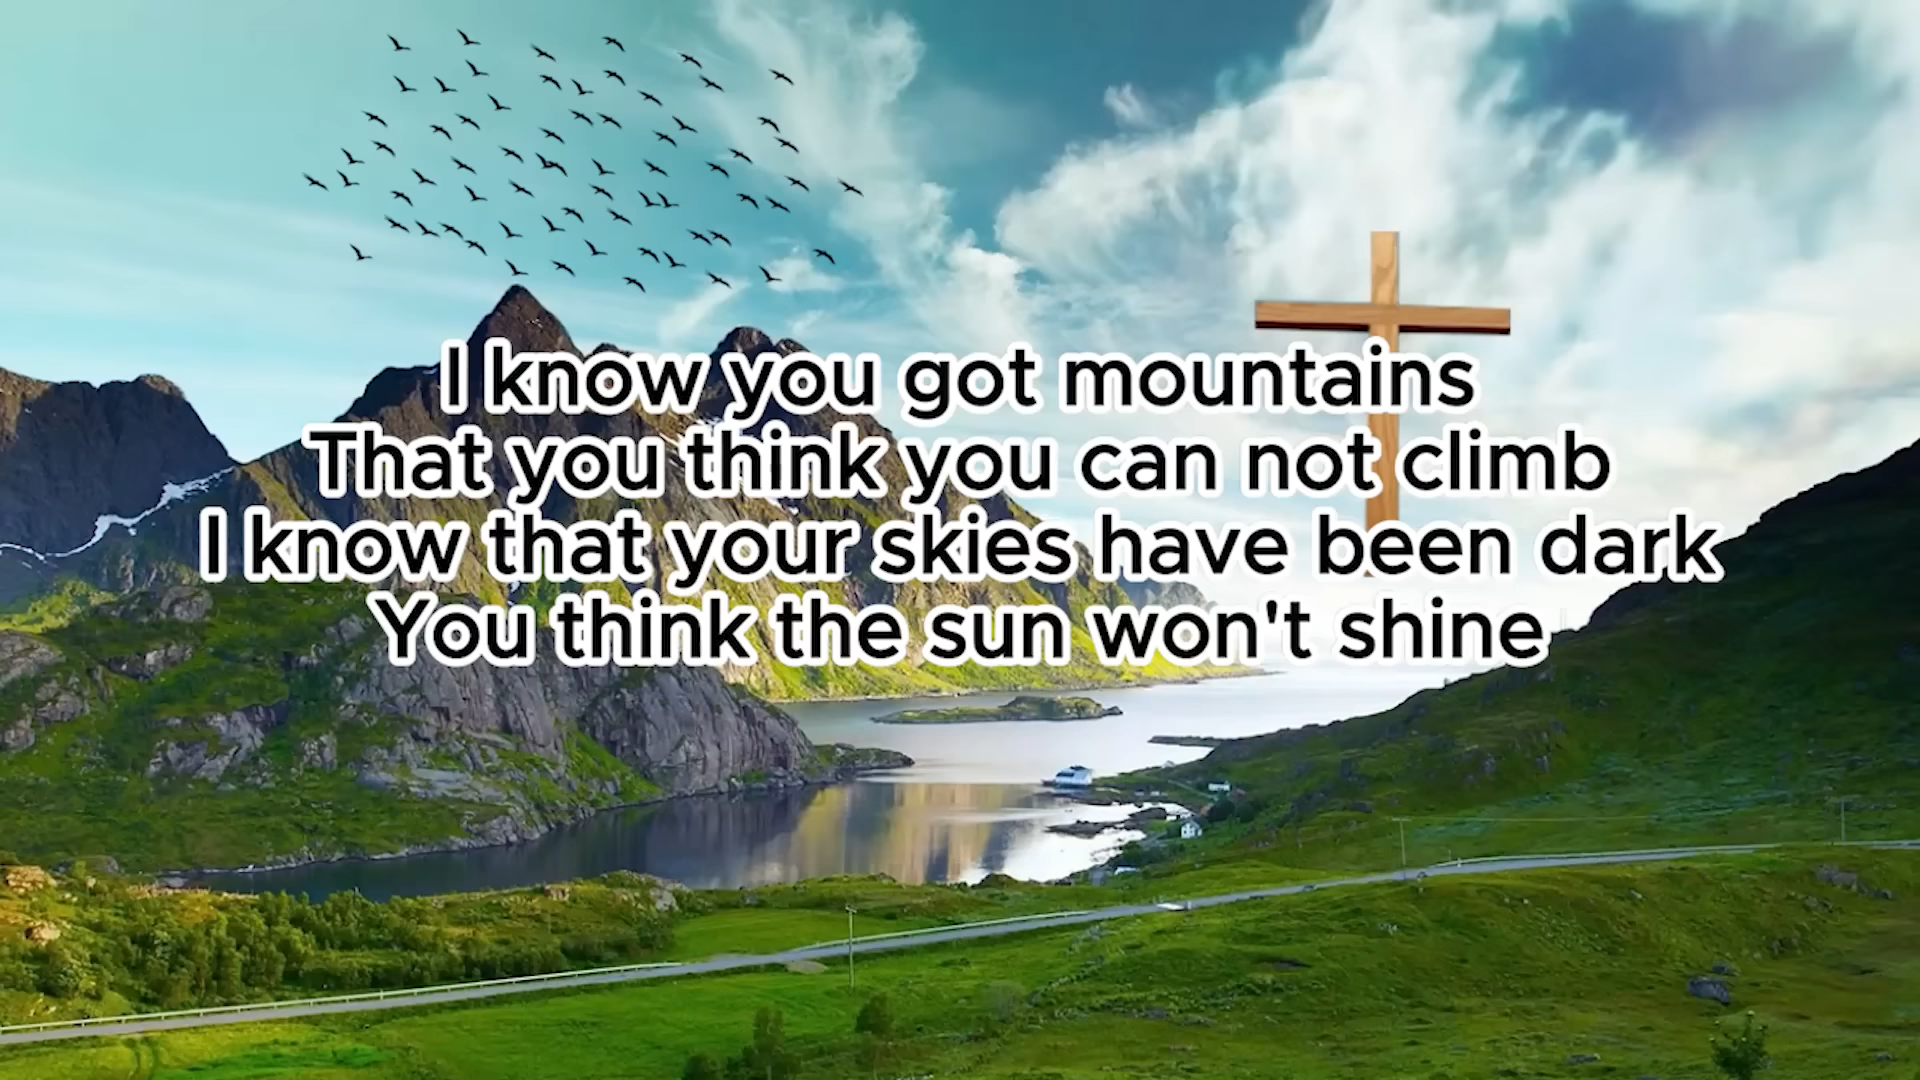 I know you got mountains
That you think you can not climb
I know that your skies have been dark
You think the sun won't shine